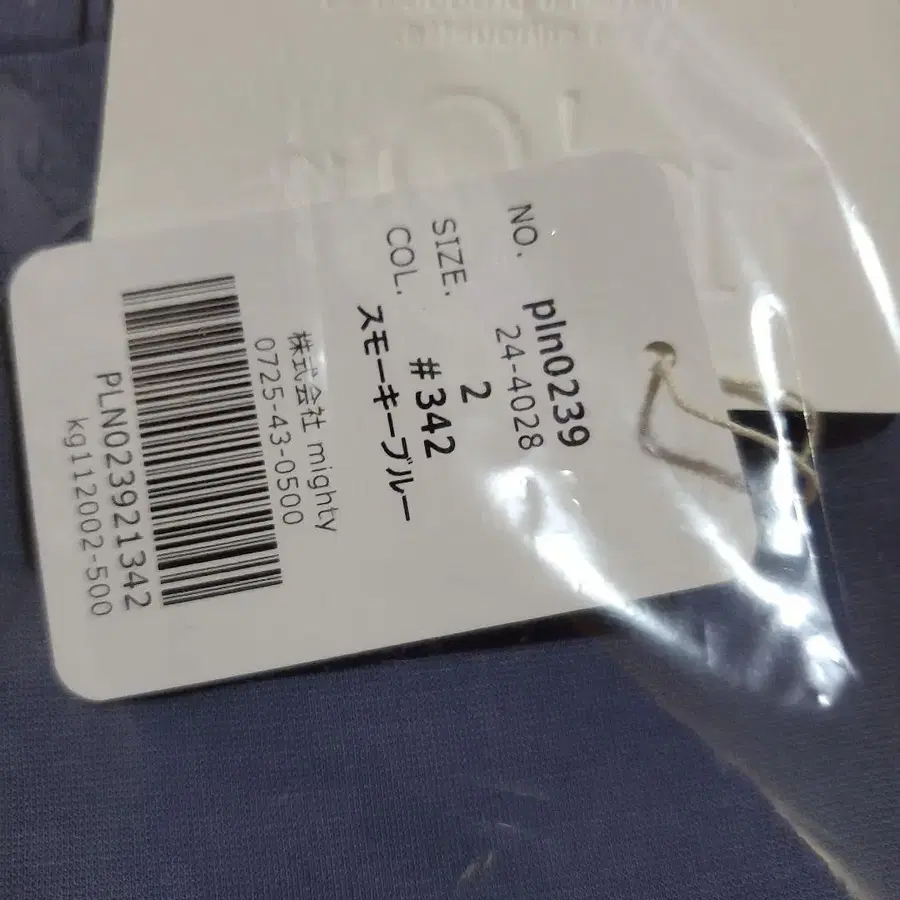 NO. pln0239
24-4028
SIZE. 2
COL. #342
スモーキーブルー
株式会社 mighty
0725-43-0500
PLN023921342
kg112002-500